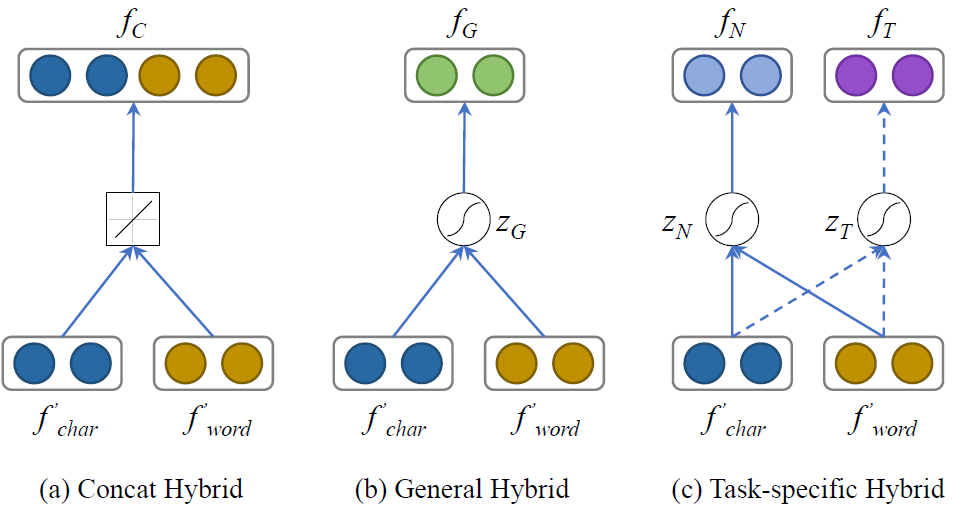 f_C f_G f_N f_T
z_G z_N z_T
f'_char f'_word f'_char f'_word f'_char f'_word
(a) Concat Hybrid (b) General Hybrid (c) Task-specific Hybrid